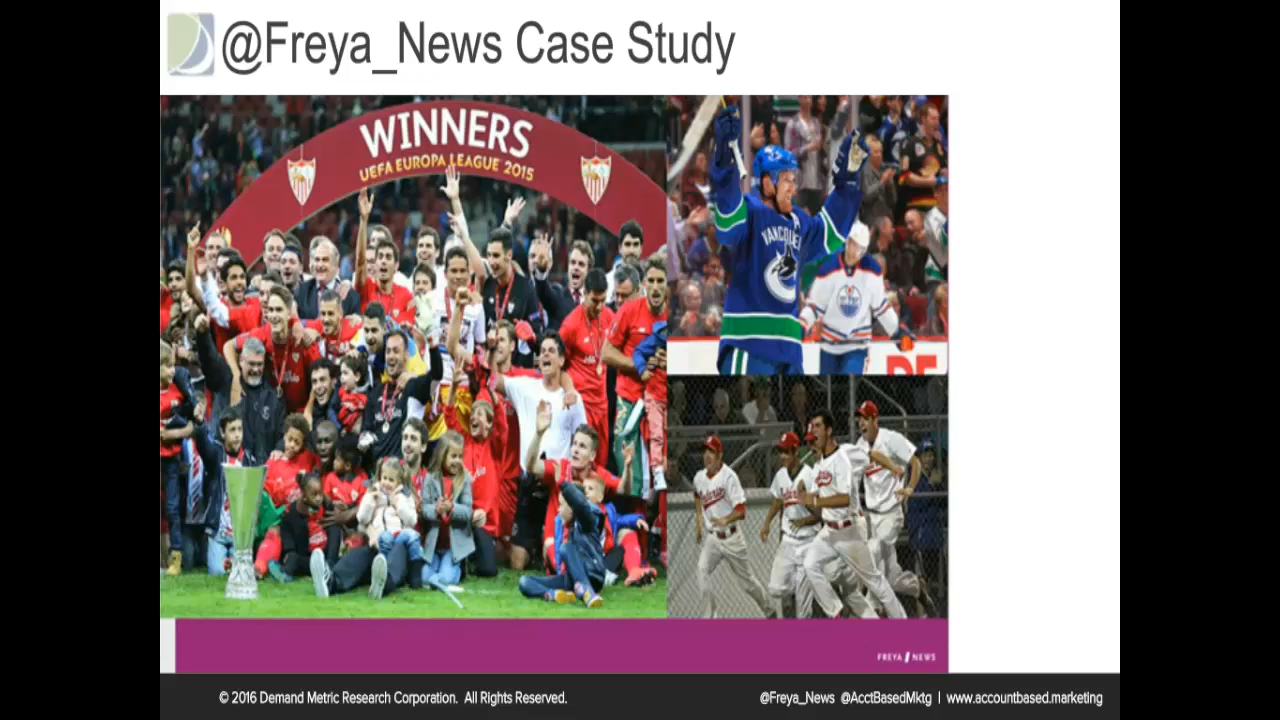 @Freya_News Case Study
WINNERS
UEFA EUROPA LEAGUE 2015
VANCOUVE
FREYA NEWS
© 2016 Demand Metric Research Corporation. All Rights Reserved.
@Freya_News @AcctBasedMktg | www.accountbased.marketing